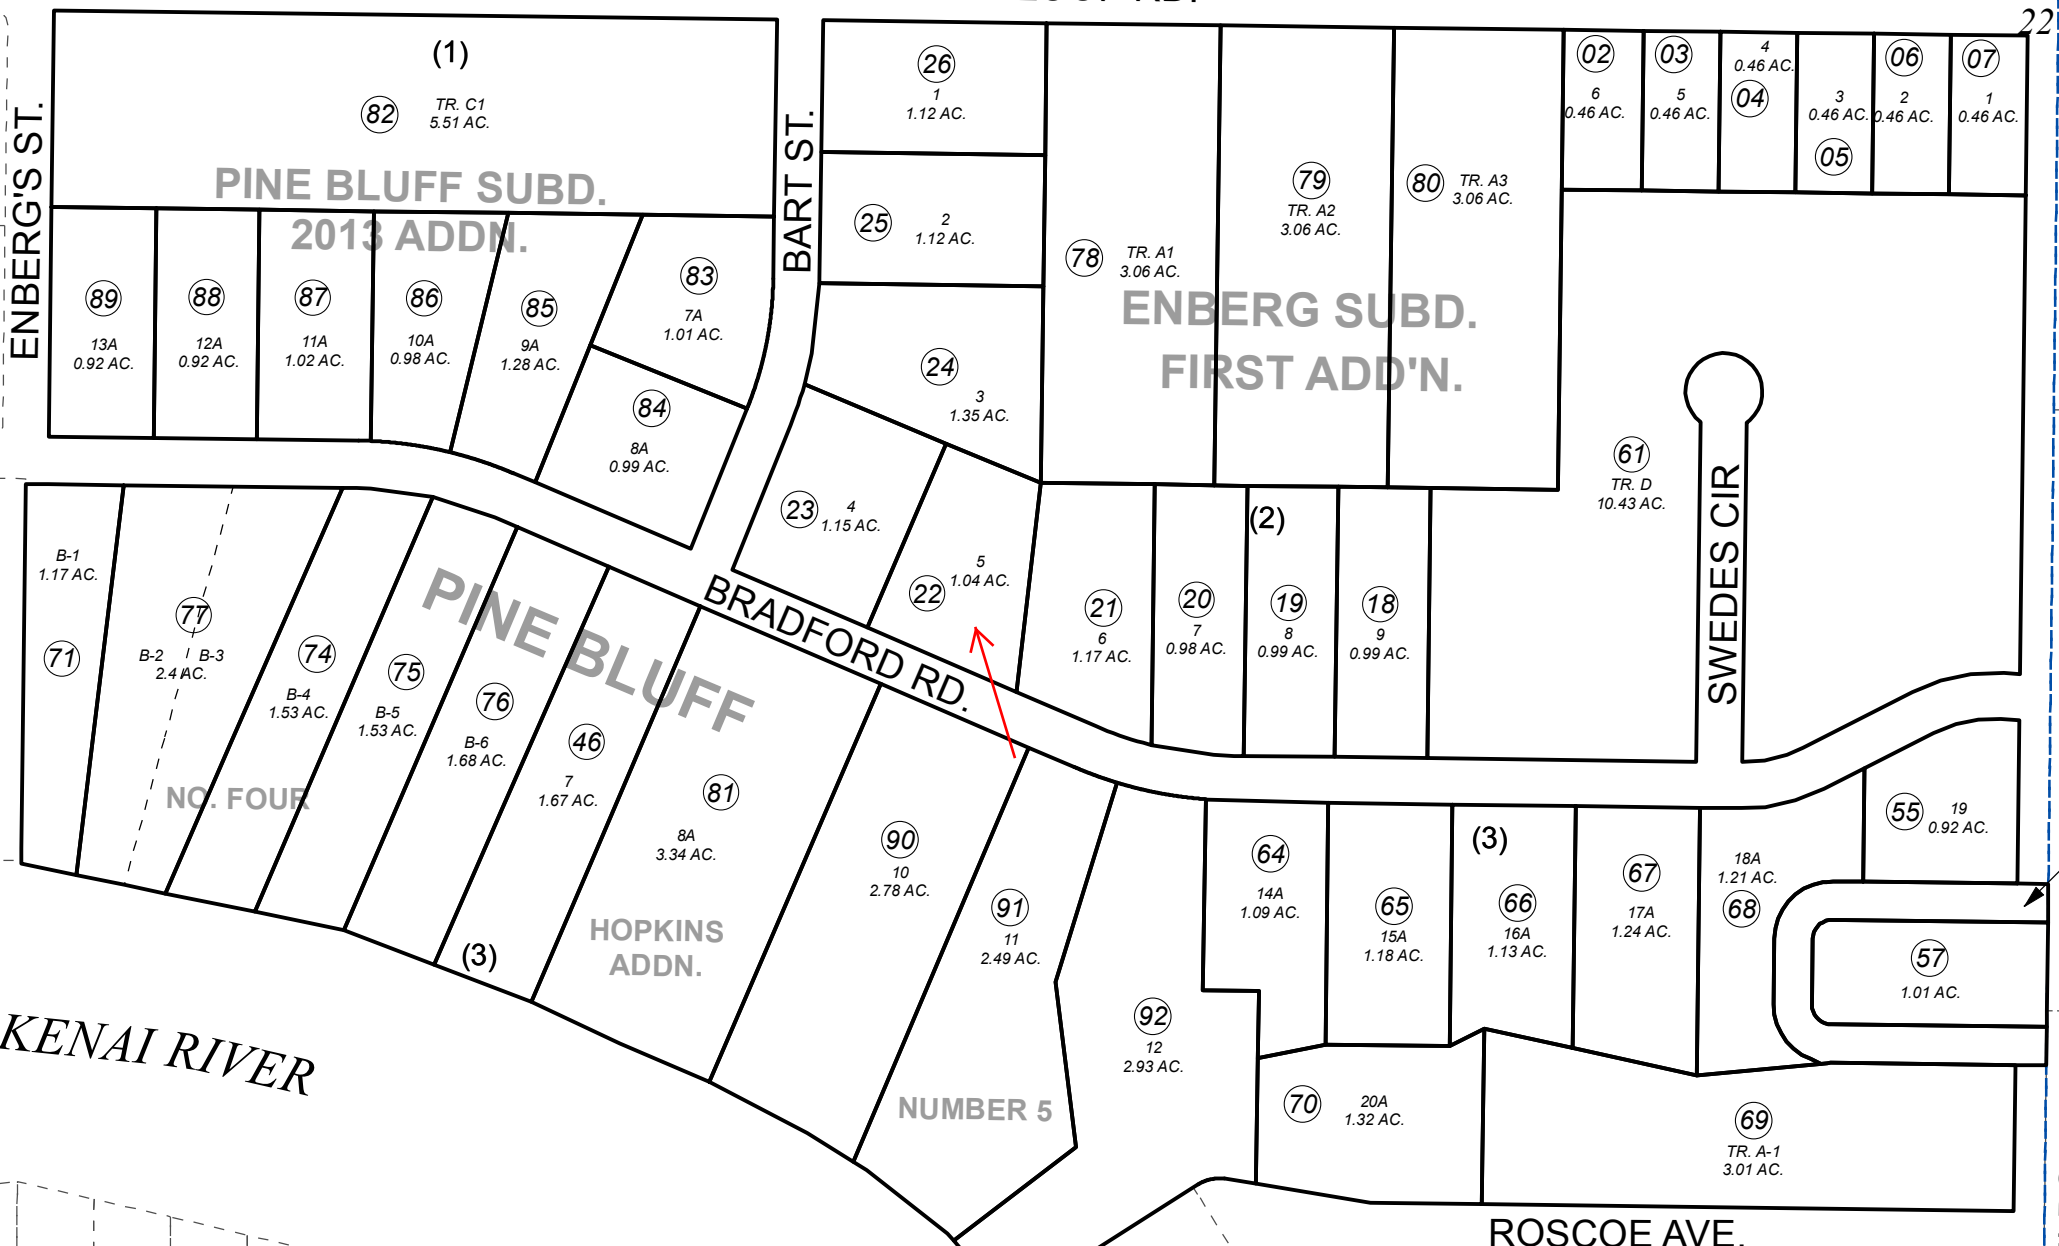 22
(1)
82
TR. C1
5.51 AC.
PINE BLUFF SUBD.
2013 ADDN.
ENBERG'S ST.
BART ST.
89
13A
0.92 AC.
88
12A
0.92 AC.
87
11A
1.02 AC.
86
10A
0.98 AC.
85
9A
1.28 AC.
83
7A
1.01 AC.
84
8A
0.99 AC.
26
1
1.12 AC.
25
2
1.12 AC.
24
3
1.35 AC.
23
4
1.15 AC.
22
5
1.04 AC.
78
TR. A1
3.06 AC.
79
TR. A2
3.06 AC.
80
TR. A3
3.06 AC.
ENBERG SUBD.
FIRST ADD'N.
02
6
0.46 AC.
03
5
0.46 AC.
4
0.46 AC.
04
3
0.46 AC.
05
06
2
0.46 AC.
07
1
0.46 AC.
61
TR. D
10.43 AC.
SWEDES CIR
(2)
21
6
1.17 AC.
20
7
0.98 AC.
19
8
0.99 AC.
18
9
0.99 AC.
BRADFORD RD.
PINE BLUFF
B-1
1.17 AC.
71
77
B-2
B-3
2.4 AC.
74
B-4
1.53 AC.
75
B-5
1.53 AC.
76
B-6
1.68 AC.
46
7
1.67 AC.
NO. FOUR
81
8A
3.34 AC.
HOPKINS
ADDN.
(3)
90
10
2.78 AC.
91
11
2.49 AC.
NUMBER 5
92
12
2.93 AC.
64
14A
1.09 AC.
65
15A
1.18 AC.
(3)
66
16A
1.13 AC.
67
17A
1.24 AC.
18A
1.21 AC.
68
55
19
0.92 AC.
57
1.01 AC.
70
20A
1.32 AC.
69
TR. A-1
3.01 AC.
KENAI RIVER
ROSCOE AVE.